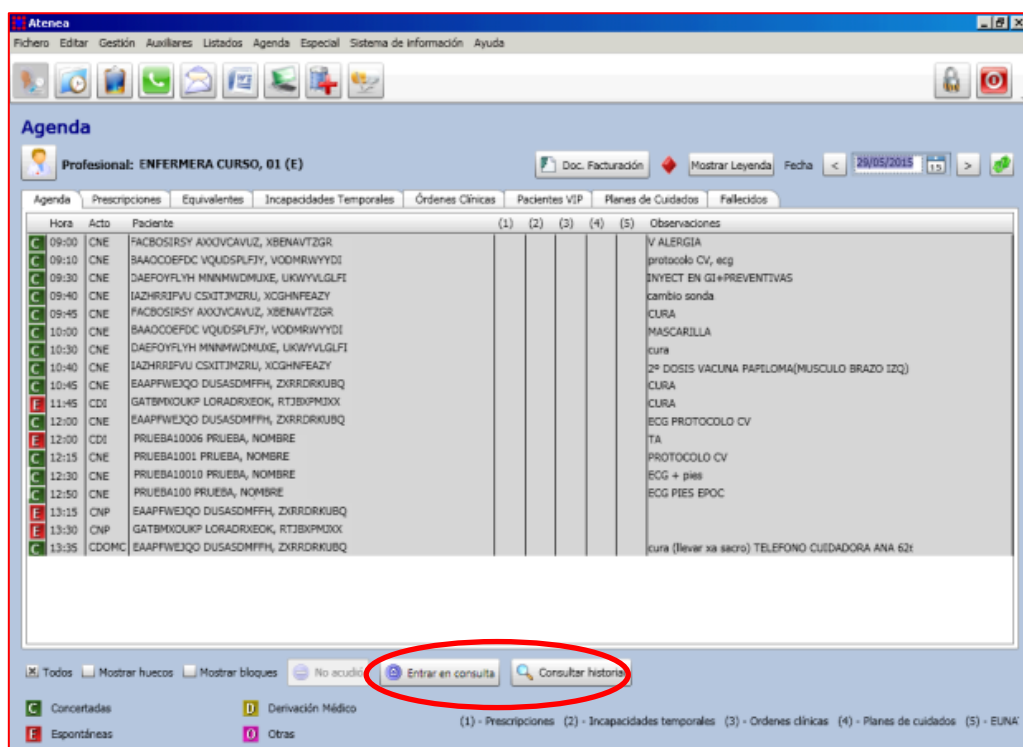 Atenea
Fichero Editar Gestión Auxiliares Listados Agenda Especial Sistema de información Ayuda
Agenda
Profesional: ENFERMERA CURSO, 01 (E) Doc. Facturación Mostrar Leyenda Fecha < 29/05/2015 15 >
Agenda Prescripciones Equivalentes Incapacidades Temporales Órdenes Clínicas Pacientes VIP Planes de Cuidados Fallecidos
Hora Acto Paciente (1) (2) (3) (4) (5) Observaciones
C 09:00 CNE FACBOSIRSY AXXJVCAVUZ, XBENAVTZGR V ALERGIA
C 09:10 CNE BAAOCOEFDC VQUDSPLFJY, VODMRWYYDI protocolo CV, ecg
C 09:30 CNE DAEFOYFLYH MNNMWDMUXE, UKWYVLGLFI INYECT EN GI+PREVENTIVAS
C 09:40 CNE IAZHRRIFVU CSXITJMZRU, XCGHNFEAZY cambio sonda
C 09:45 CNE FACBOSIRSY AXXJVCAVUZ, XBENAVTZGR CURA
C 10:00 CNE BAAOCOEFDC VQUDSPLFJY, VODMRWYYDI MASCARILLA
C 10:30 CNE DAEFOYFLYH MNNMWDMUXE, UKWYVLGLFI cura
C 10:40 CNE IAZHRRIFVU CSXITJMZRU, XCGHNFEAZY 2º DOSIS VACUNA PAPILOMA(MUSCULO BRAZO IZQ)
C 10:45 CNE EAAPFWEJQO DUSASDMFFH, ZXRRDRKUBQ CURA
E 11:45 CDI GATBMXOUKP LORADRXEOK, RTJBXPMJXX CURA
C 12:00 CNE EAAPFWEJQO DUSASDMFFH, ZXRRDRKUBQ ECG PROTOCOLO CV
E 12:00 CDI PRUEBA10006 PRUEBA, NOMBRE TA
C 12:15 CNE PRUEBA1001 PRUEBA, NOMBRE PROTOCOLO CV
C 12:30 CNE PRUEBA10010 PRUEBA, NOMBRE ECG + pies
C 12:50 CNE PRUEBA100 PRUEBA, NOMBRE ECG PIES EPOC
E 13:15 CNP EAAPFWEJQO DUSASDMFFH, ZXRRDRKUBQ
E 13:30 CNP GATBMXOUKP LORADRXEOK, RTJBXPMJXX
C 13:35 CDOMC EAAPFWEJQO DUSASDMFFH, ZXRRDRKUBQ cura (llevar xa sacro) TELEFONO CUIDADORA ANA 626
Todos Mostrar huecos Mostrar bloques No acudió Entrar en consulta Consultar historia
C Concertadas D Derivación Médico
(1) - Prescripciones (2) - Incapacidades temporales (3) - Ordenes clínicas (4) - Planes de cuidados (5) - EUNA
E Espontáneas O Otras